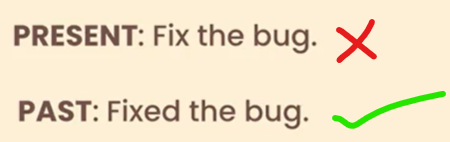 PRESENT: Fix the bug.
PAST: Fixed the bug.